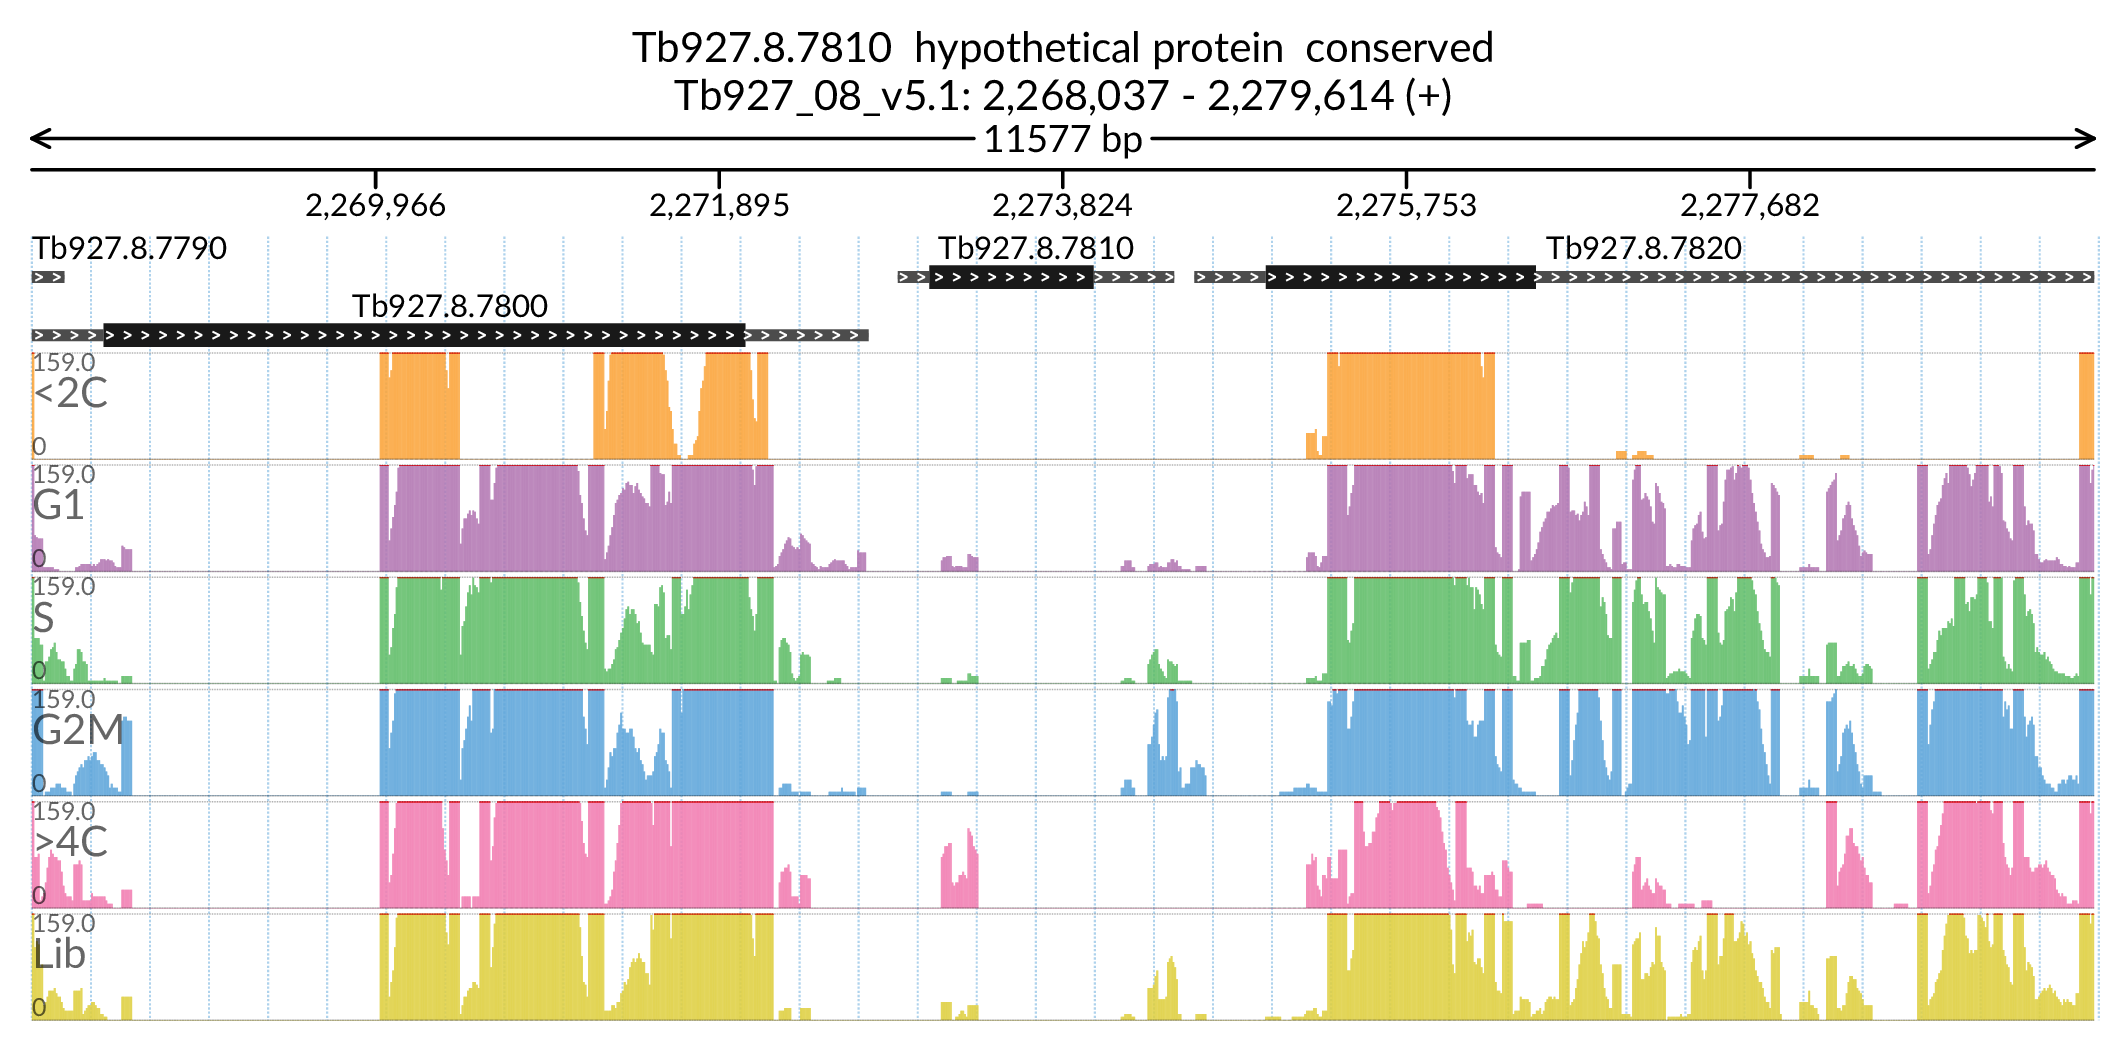 Tb927.8.7810  hypothetical protein  conserved
Tb927_08_v5.1: 2,268,037 - 2,279,614 (+)
11577 bp
2,269,966 2,271,895 2,273,824 2,275,753 2,277,682
Tb927.8.7790 Tb927.8.7810 Tb927.8.7820
Tb927.8.7800
159.0
<2C
0
159.0
G1
0
159.0
S
0
159.0
G2M
0
159.0
>4C
0
159.0
Lib
0